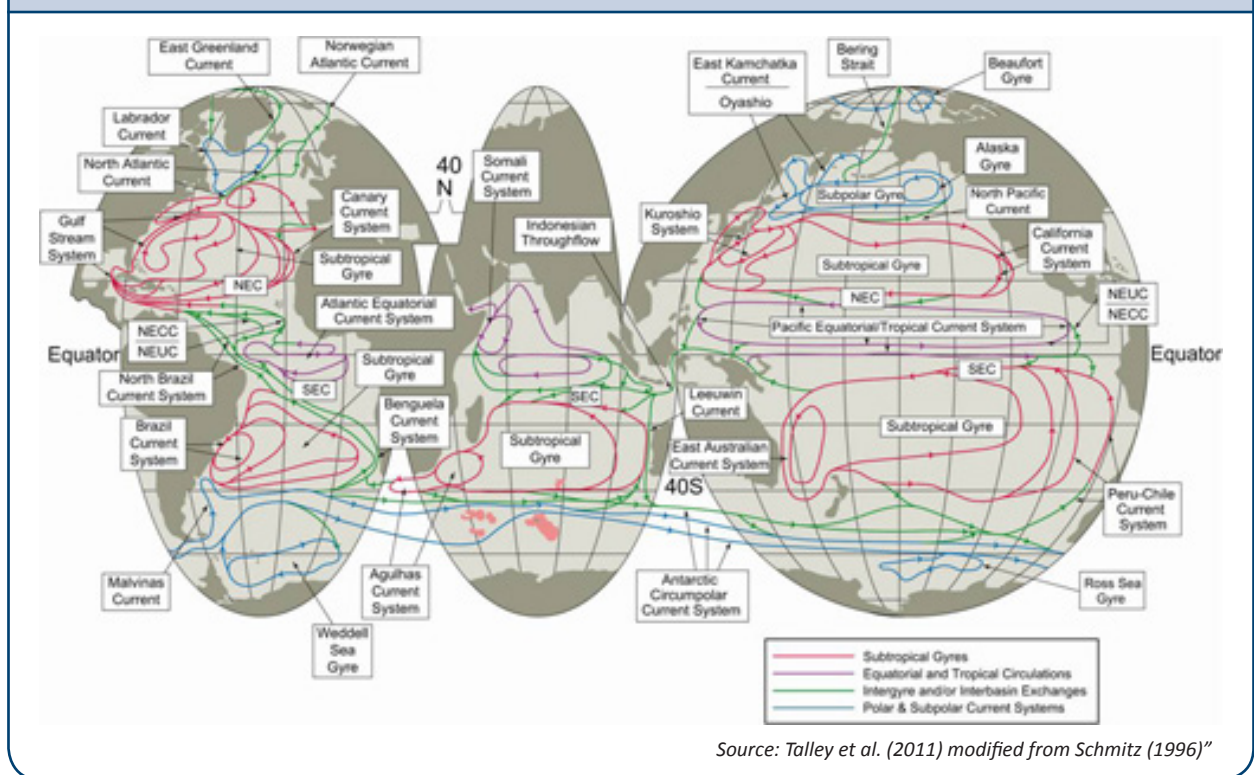 East Greenland
Current
Norwegian
Atlantic Current
Labrador
Current
North Atlantic
Current
Gulf
Stream
System
40
N
Canary
Current
System
Subtropical
Gyre
NEC
Atlantic Equatorial
Current System
NECC
NEUC
Equator
North Brazil
Current System
SEC
Subtropical
Gyre
Brazil
Current
System
Benguela
Current
System
Malvinas
Current
Weddell
Sea
Gyre
Agulhas
Current
System
Somali
Current
System
Indonesian
Throughflow
SEC
Subtropical
Gyre
Leeuwin
Current
40S
Antarctic
Circumpolar
Current System
East Kamchatka
Current
Oyashio
Bering
Strait
Beaufort
Gyre
Alaska
Gyre
Subpolar Gyre
North Pacific
Current
Kuroshio
System
California
Current
System
Subtropical Gyre
NEC
NEUC
NECC
Pacific Equatorial/Tropical Current System
Equator
SEC
Subtropical Gyre
East Australian
Current System
Peru-Chile
Current
System
Ross Sea
Gyre
Subtropical Gyres
Equatorial and Tropical Circulations
Intergyre and/or Interbasin Exchanges
Polar & Subpolar Current Systems
Source: Talley et al. (2011) modified from Schmitz (1996)”